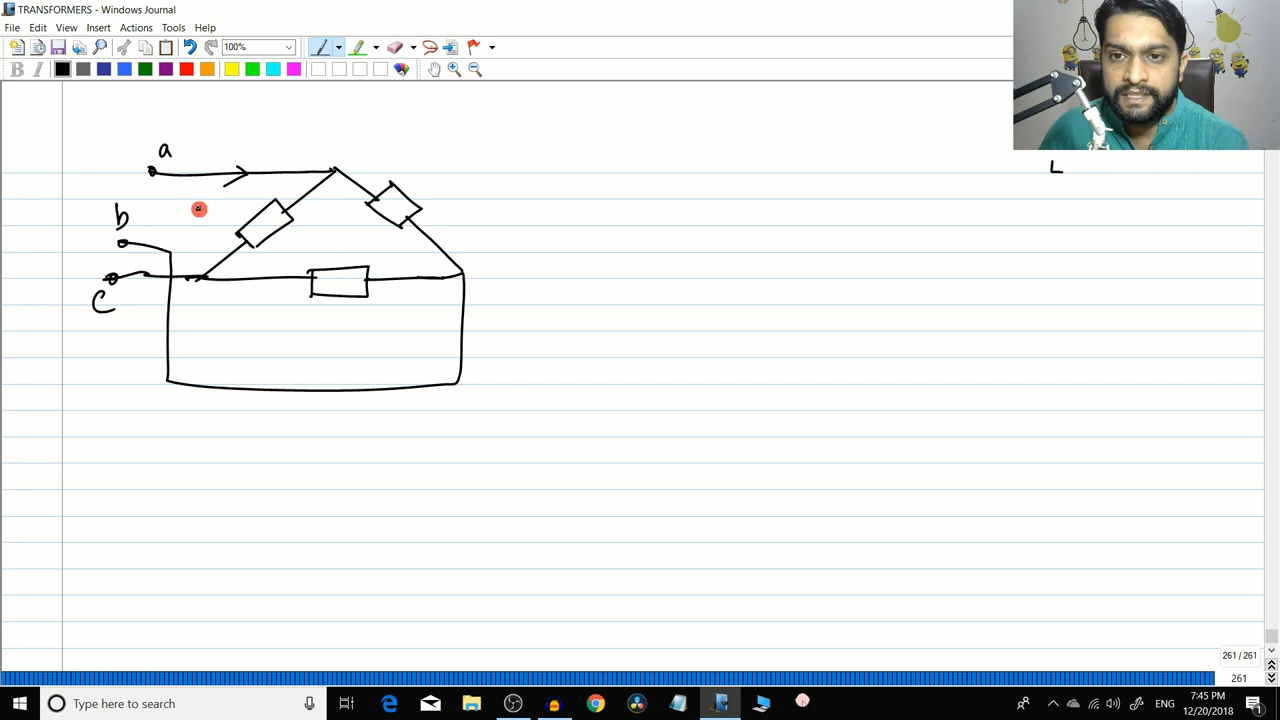 TRANSFORMERS - Windows Journal
File Edit View Insert Actions Tools Help
100%
B I
L
a
b
C
261 / 261
261
Type here to search
ENG
7:45 PM
12/20/2018
1